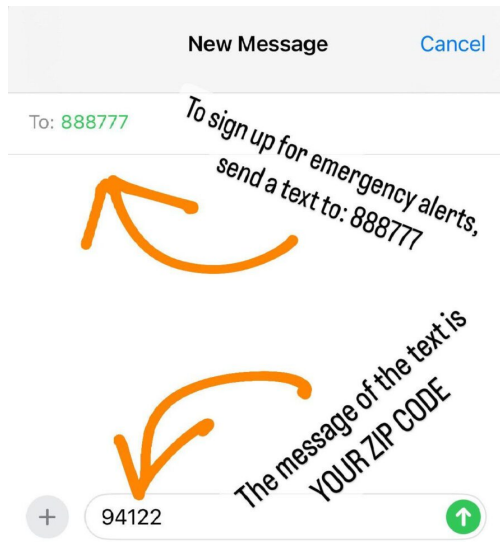 New Message
Cancel
To: 888777
To sign up for emergency alerts,
send a text to: 888777
The message of the text is
YOUR ZIP CODE
94122